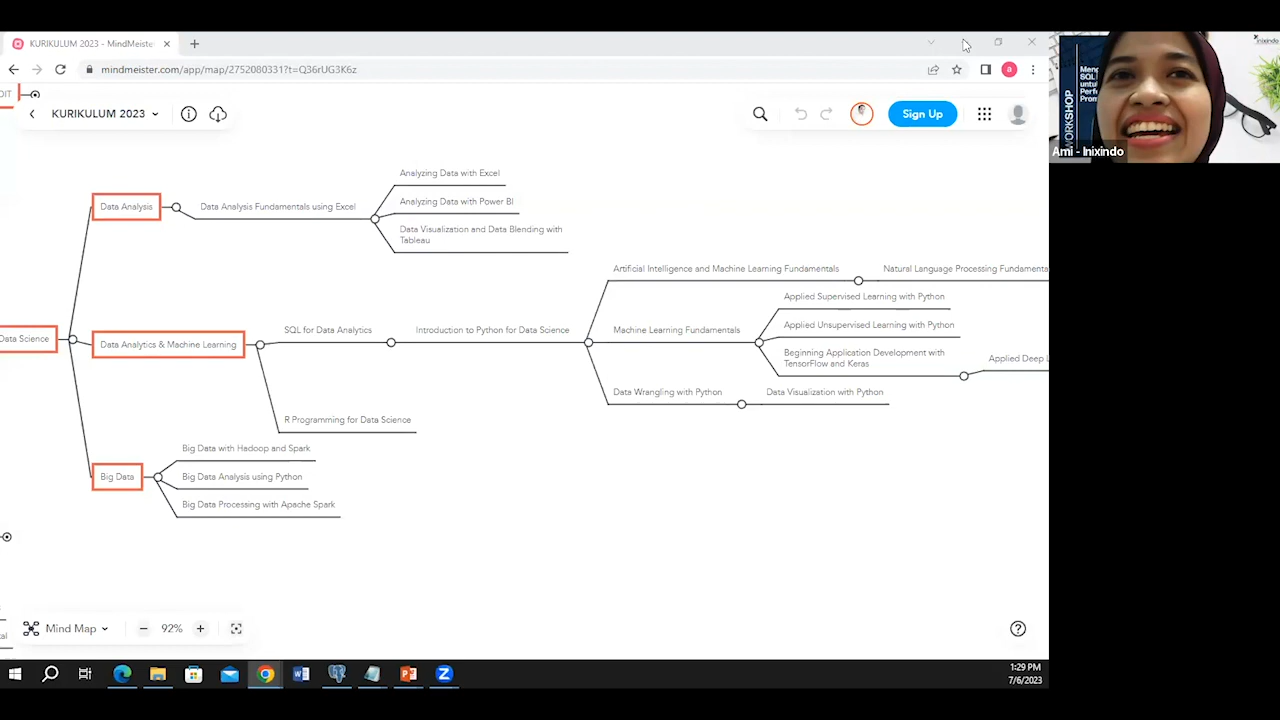 KURIKULUM 2023 - MindMeiste
mindmeister.com/app/map/2752080331?t=Q36rUG3K6z
KURIKULUM 2023
Sign Up
inixindo
WORKSHOP
SQL
Ami - Inixindo
Analyzing Data with Excel
Data Analysis
Data Analysis Fundamentals using Excel
Analyzing Data with Power BI
Data Visualization and Data Blending with
Tableau
Artificial Intelligence and Machine Learning Fundamentals
Natural Language Processing Fundamenta
Applied Supervised Learning with Python
Data Science
Data Analytics & Machine Learning
SQL for Data Analytics
Introduction to Python for Data Science
Machine Learning Fundamentals
Applied Unsupervised Learning with Python
Beginning Application Development with
TensorFlow and Keras
Applied Deep L
Data Wrangling with Python
Data Visualization with Python
R Programming for Data Science
Big Data with Hadoop and Spark
Big Data
Big Data Analysis using Python
Big Data Processing with Apache Spark
Mind Map
92%
1:29 PM
7/6/2023